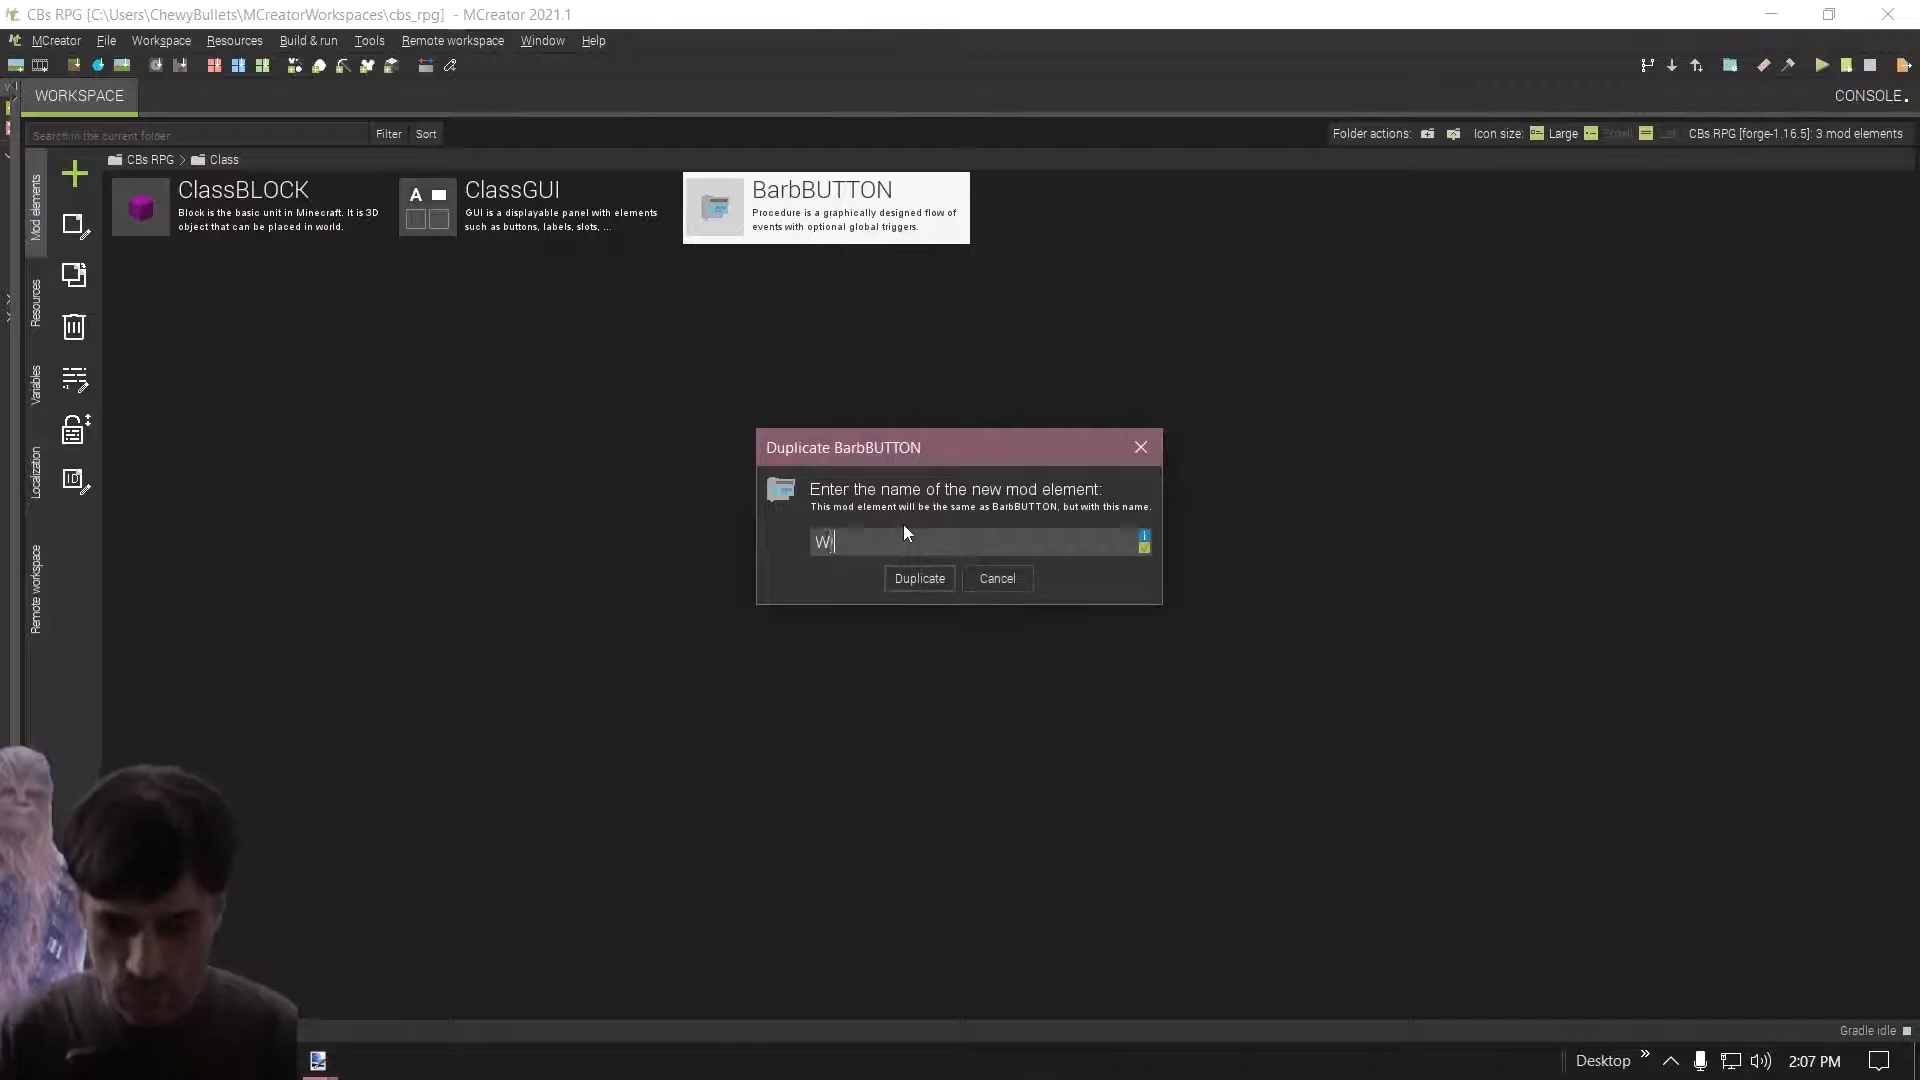 CBs RPG [C:\Users\ChewyBullets\MCreatorWorkspaces\cbs_rpg] - MCreator 2021.1
MCreator File Workspace Resources Build & run Tools Remote workspace Window Help
WORKSPACE
CONSOLE
Search in the current folder
Filter Sort
Folder actions: Icon size: Large Small List CBs RPG [forge-1.16.5]: 3 mod elements
CBs RPG > Class
Mod elements
Resources
Variables
Localization
Remote workspace
ClassBLOCK
Block is the basic unit in Minecraft. It is 3D
object that can be placed in world.
ClassGUI
GUI is a displayable panel with elements
such as buttons, labels, slots, ...
BarbBUTTON
Procedure is a graphically designed flow of
events with optional global triggers.
Duplicate BarbBUTTON
Enter the name of the new mod element:
This mod element will be the same as BarbBUTTON, but with this name.
Wi
Duplicate Cancel
Gradle idle
Desktop » 2:07 PM